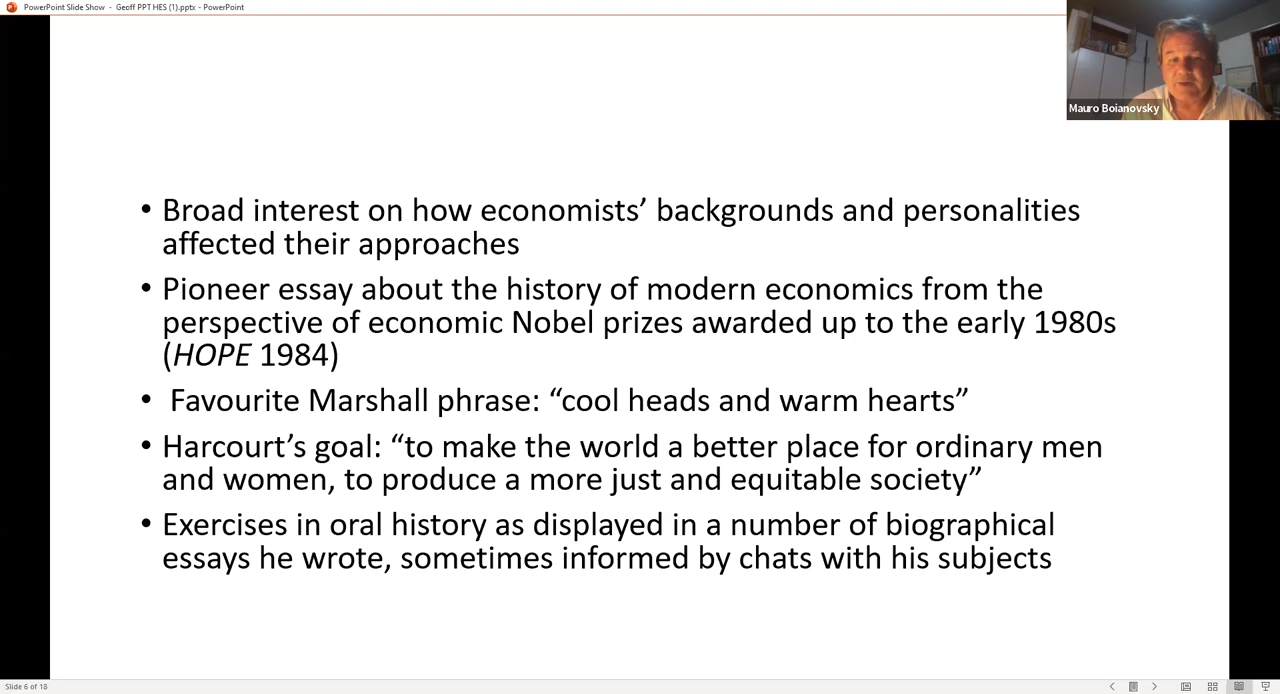 PowerPoint Slide Show - Geoff PPT HES (1).pptx - PowerPoint
Mauro Boianovsky
• Broad interest on how economists’ backgrounds and personalities
affected their approaches
• Pioneer essay about the history of modern economics from the
perspective of economic Nobel prizes awarded up to the early 1980s
(HOPE 1984)
• Favourite Marshall phrase: “cool heads and warm hearts”
• Harcourt’s goal: “to make the world a better place for ordinary men
and women, to produce a more just and equitable society”
• Exercises in oral history as displayed in a number of biographical
essays he wrote, sometimes informed by chats with his subjects
Slide 6 of 18